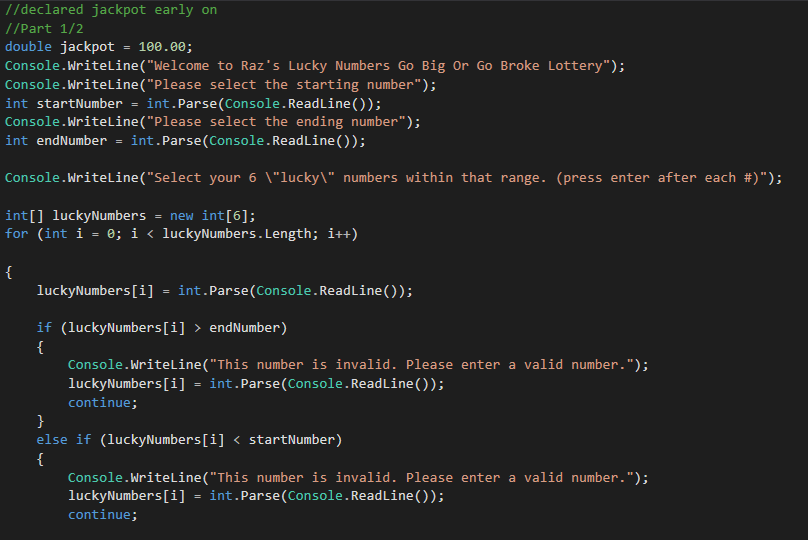 //declared jackpot early on
//Part 1/2
double jackpot = 100.00;
Console.WriteLine("Welcome to Raz's Lucky Numbers Go Big Or Go Broke Lottery");
Console.WriteLine("Please select the starting number");
int startNumber = int.Parse(Console.ReadLine());
Console.WriteLine("Please select the ending number");
int endNumber = int.Parse(Console.ReadLine());
Console.WriteLine("Select your 6 \"lucky\" numbers within that range. (press enter after each #)");
int[] luckyNumbers = new int[6];
for (int i = 0; i < luckyNumbers.Length; i++)
{
    luckyNumbers[i] = int.Parse(Console.ReadLine());
    if (luckyNumbers[i] > endNumber)
    {
        Console.WriteLine("This number is invalid. Please enter a valid number.");
        luckyNumbers[i] = int.Parse(Console.ReadLine());
        continue;
    }
    else if (luckyNumbers[i] < startNumber)
    {
        Console.WriteLine("This number is invalid. Please enter a valid number.");
        luckyNumbers[i] = int.Parse(Console.ReadLine());
        continue;